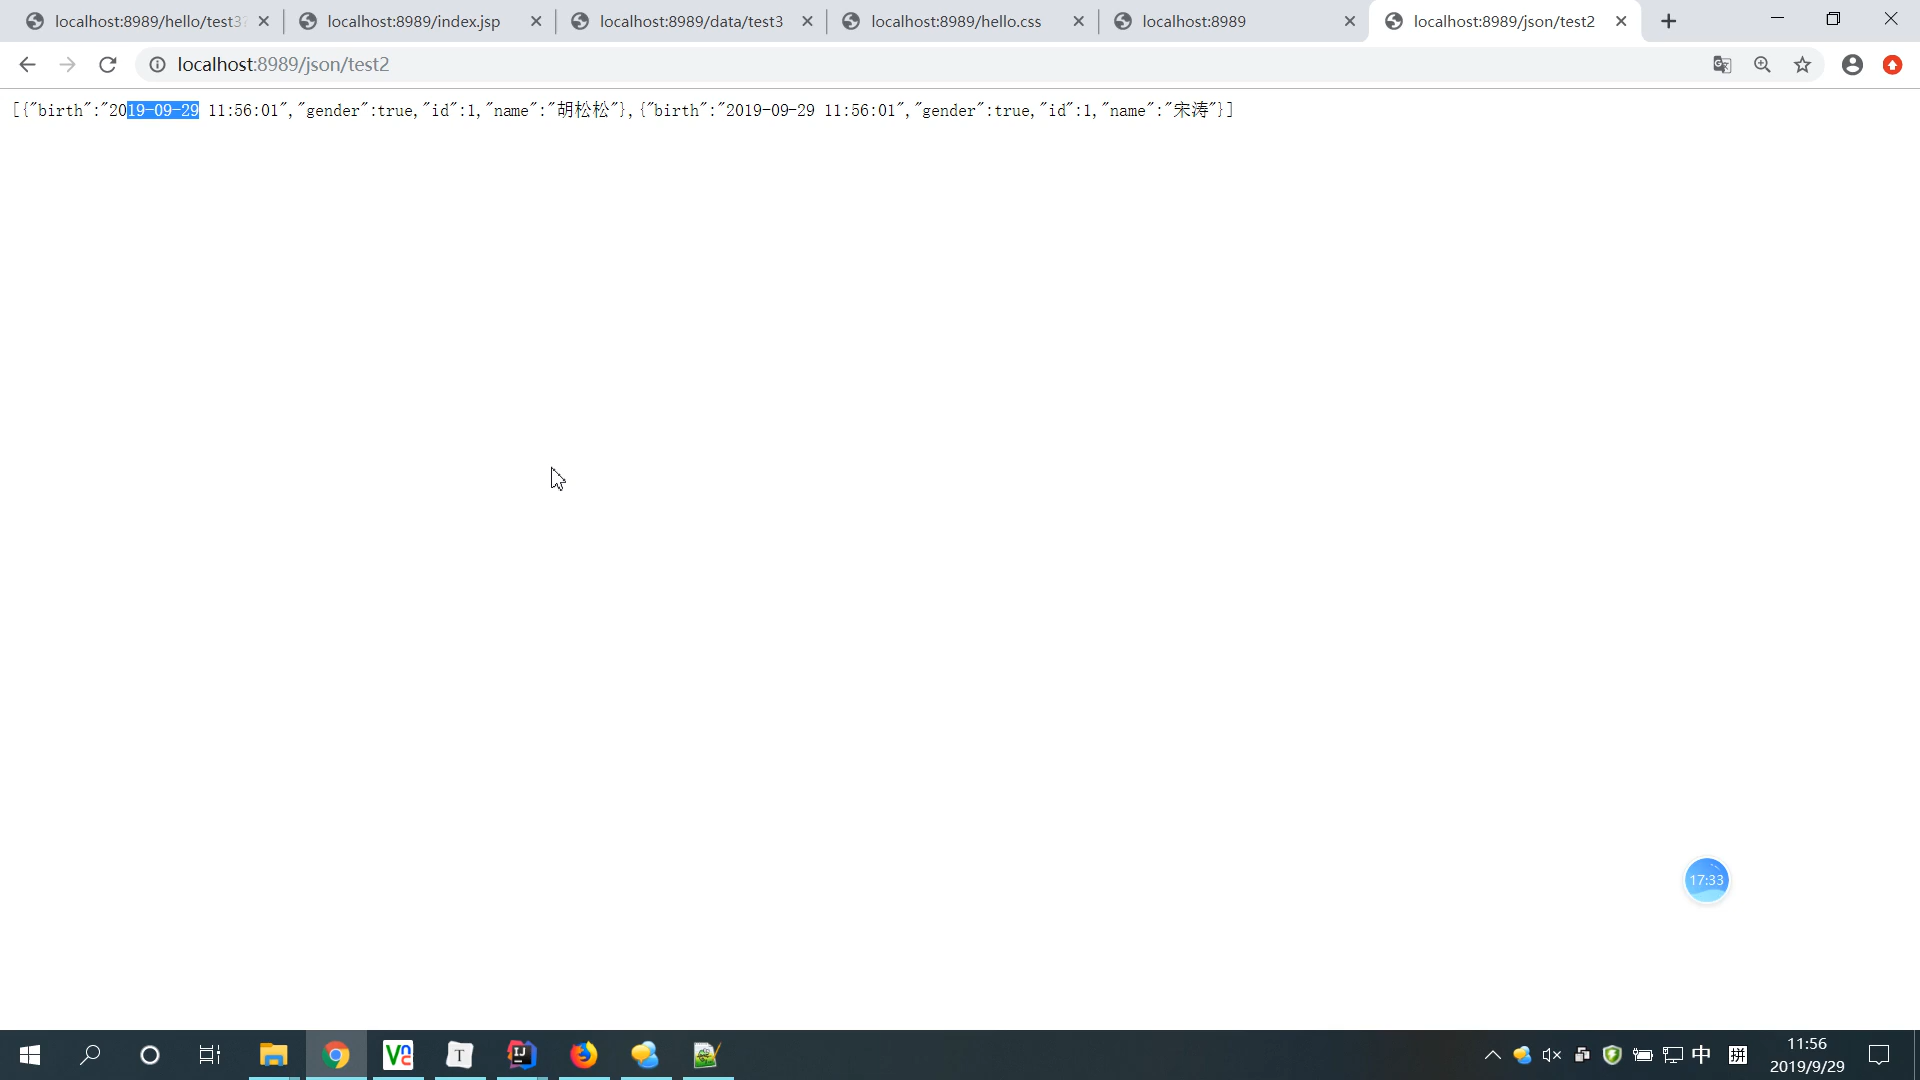 localhost:8989/hello/test3?
localhost:8989/index.jsp
localhost:8989/data/test3
localhost:8989/hello.css
localhost:8989
localhost:8989/json/test2
localhost:8989/json/test2
[{"birth":"2019-09-29 11:56:01","gender":true,"id":1,"name":"胡松松"},{"birth":"2019-09-29 11:56:01","gender":true,"id":1,"name":"宋涛"}]
17:33
T
IJ
中
拼
11:56
2019/9/29